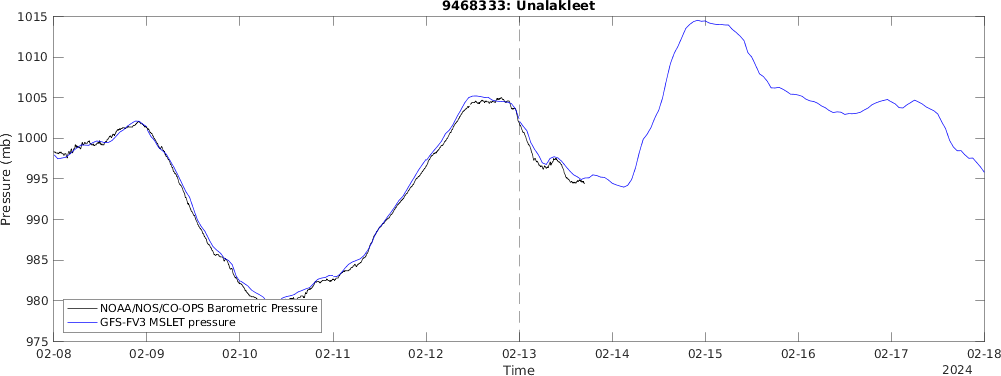 9468333: Unalakleet
Pressure (mb)
1015
1010
1005
1000
995
990
985
980
975
NOAA/NOS/CO-OPS Barometric Pressure
GFS-FV3 MSLET pressure
02-08 02-09 02-10 02-11 02-12 02-13 02-14 02-15 02-16 02-17 02-18
Time
2024